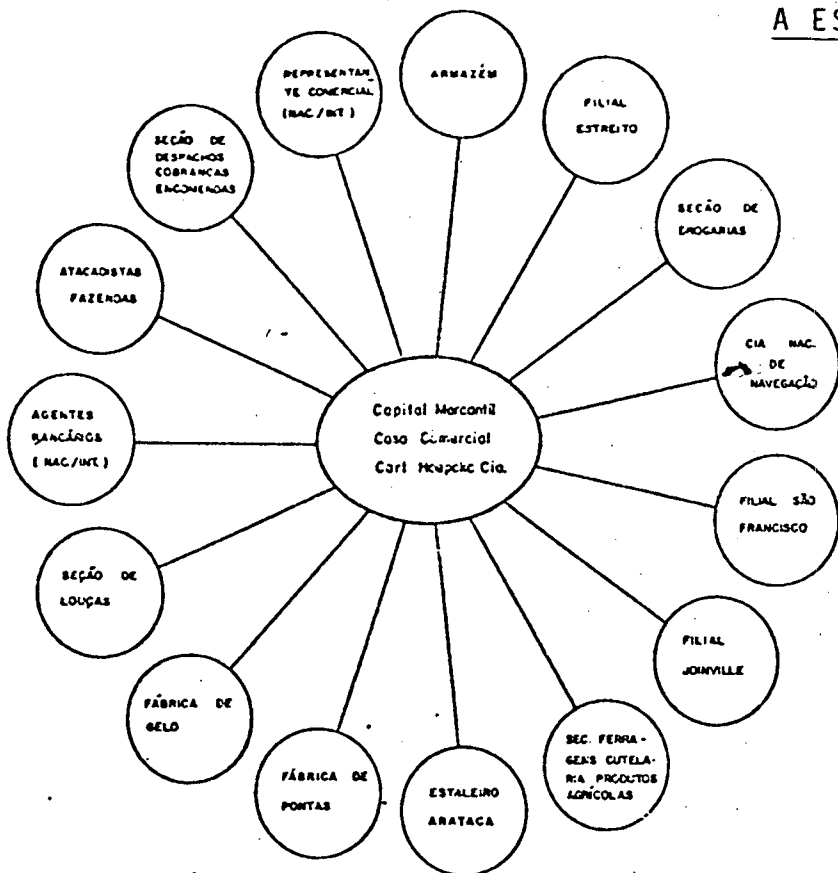 A ES
REPRESENTAN
TE COMERCIAL
(NAC./INT.)
ARMAZÉM
FILIAL
ESTREITO
SEÇÃO DE
DROGARIAS
CIA NAC.
DE
NAVEGAÇÃO
FILIAL SÃO
FRANCISCO
FILIAL
JOINVILLE
SEC. FERRA-
GENS CUTELA-
RIA PRODUTOS
AGRÍCOLAS
ESTALEIRO
ARATACA
FÁBRICA DE
PONTAS
FÁBRICA DE
GELO
SEÇÃO DE
LOUÇAS
AGENTES
BANCÁRIOS
(NAC./INT.)
ATACADISTAS
FAZENDAS
SEÇÃO DE
DESPACHOS
COBRANCAS
ENCOMENDAS
Capital Mercantil
Casa Comercial
Carl Hoepcke Cia.